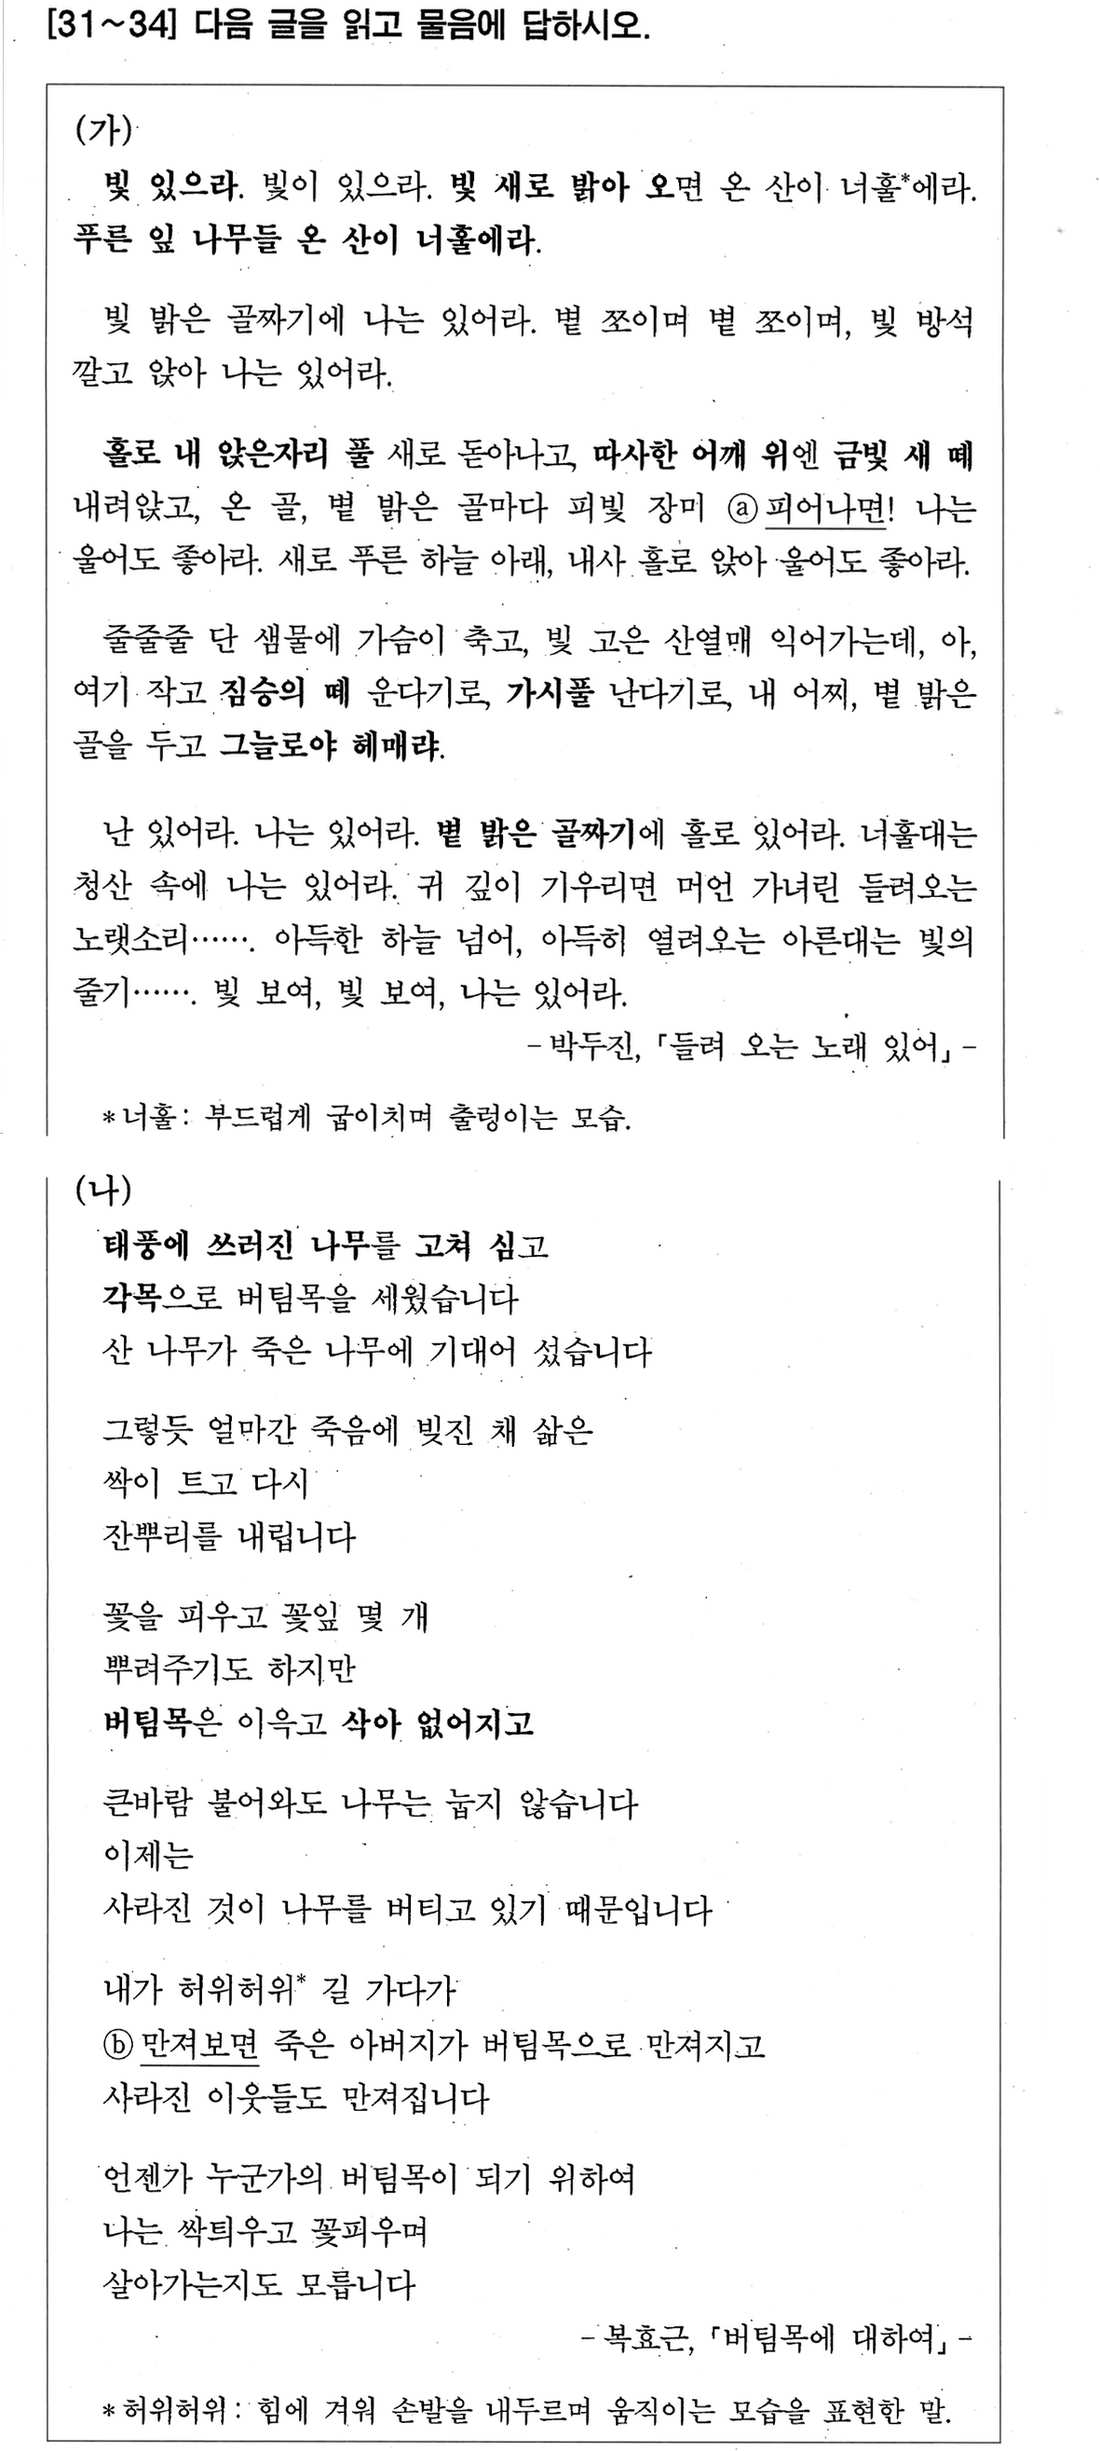 [31～34] 다음 글을 읽고 물음에 답하시오.
(가)
빛 있으라. 빛이 있으라. 빛 새로 밝아 오면 온 산이 너훌*에라.
푸른 잎 나무들 온 산이 너훌에라.
빛 밝은 골짜기에 나는 있어라. 볕 쪼이며 볕 쪼이며, 빛 방석
깔고 앉아 나는 있어라.
홀로 내 앉은자리 풀 새로 돋아나고, 따사한 어깨 위엔 금빛 새 떼
내려앉고, 온 골, 볕 밝은 골마다 피빛 장미 ⓐ피어나면! 나는
울어도 좋아라. 새로 푸른 하늘 아래, 내사 홀로 앉아 울어도 좋아라.
줄줄줄 단 샘물에 가슴이 축고, 빛 고은 산열매 익어가는데, 아,
여기 작고 짐승의 떼 운다기로, 가시풀 난다기로, 내 어찌, 볕 밝은
골을 두고 그늘로야 헤매랴.
난 있어라. 나는 있어라. 볕 밝은 골짜기에 홀로 있어라. 너훌대는
청산 속에 나는 있어라. 귀 깊이 기우리면 머언 가녀린 들려오는
노랫소리……. 아득한 하늘 넘어, 아득히 열려오는 아른대는 빛의
줄기……. 빛 보여, 빛 보여, 나는 있어라.
- 박두진, 「들려 오는 노래 있어」 -
* 너훌: 부드럽게 굽이치며 출렁이는 모습.
(나)
태풍에 쓰러진 나무를 고쳐 심고
각목으로 버팀목을 세웠습니다
산 나무가 죽은 나무에 기대어 섰습니다
그렇듯 얼마간 죽음에 빚진 채 삶은
싹이 트고 다시
잔뿌리를 내립니다
꽃을 피우고 꽃잎 몇 개
뿌려주기도 하지만
버팀목은 이윽고 삭아 없어지고
큰바람 불어와도 나무는 눕지 않습니다
이제는
사라진 것이 나무를 버티고 있기 때문입니다
내가 허위허위* 길 가다가
ⓑ만져보면 죽은 아버지가 버팀목으로 만져지고
사라진 이웃들도 만져집니다
언젠가 누군가의 버팀목이 되기 위하여
나는 싹틔우고 꽃피우며
살아가는지도 모릅니다
- 복효근, 「버팀목에 대하여」 -
* 허위허위: 힘에 겨워 손발을 내두르며 움직이는 모습을 표현한 말.